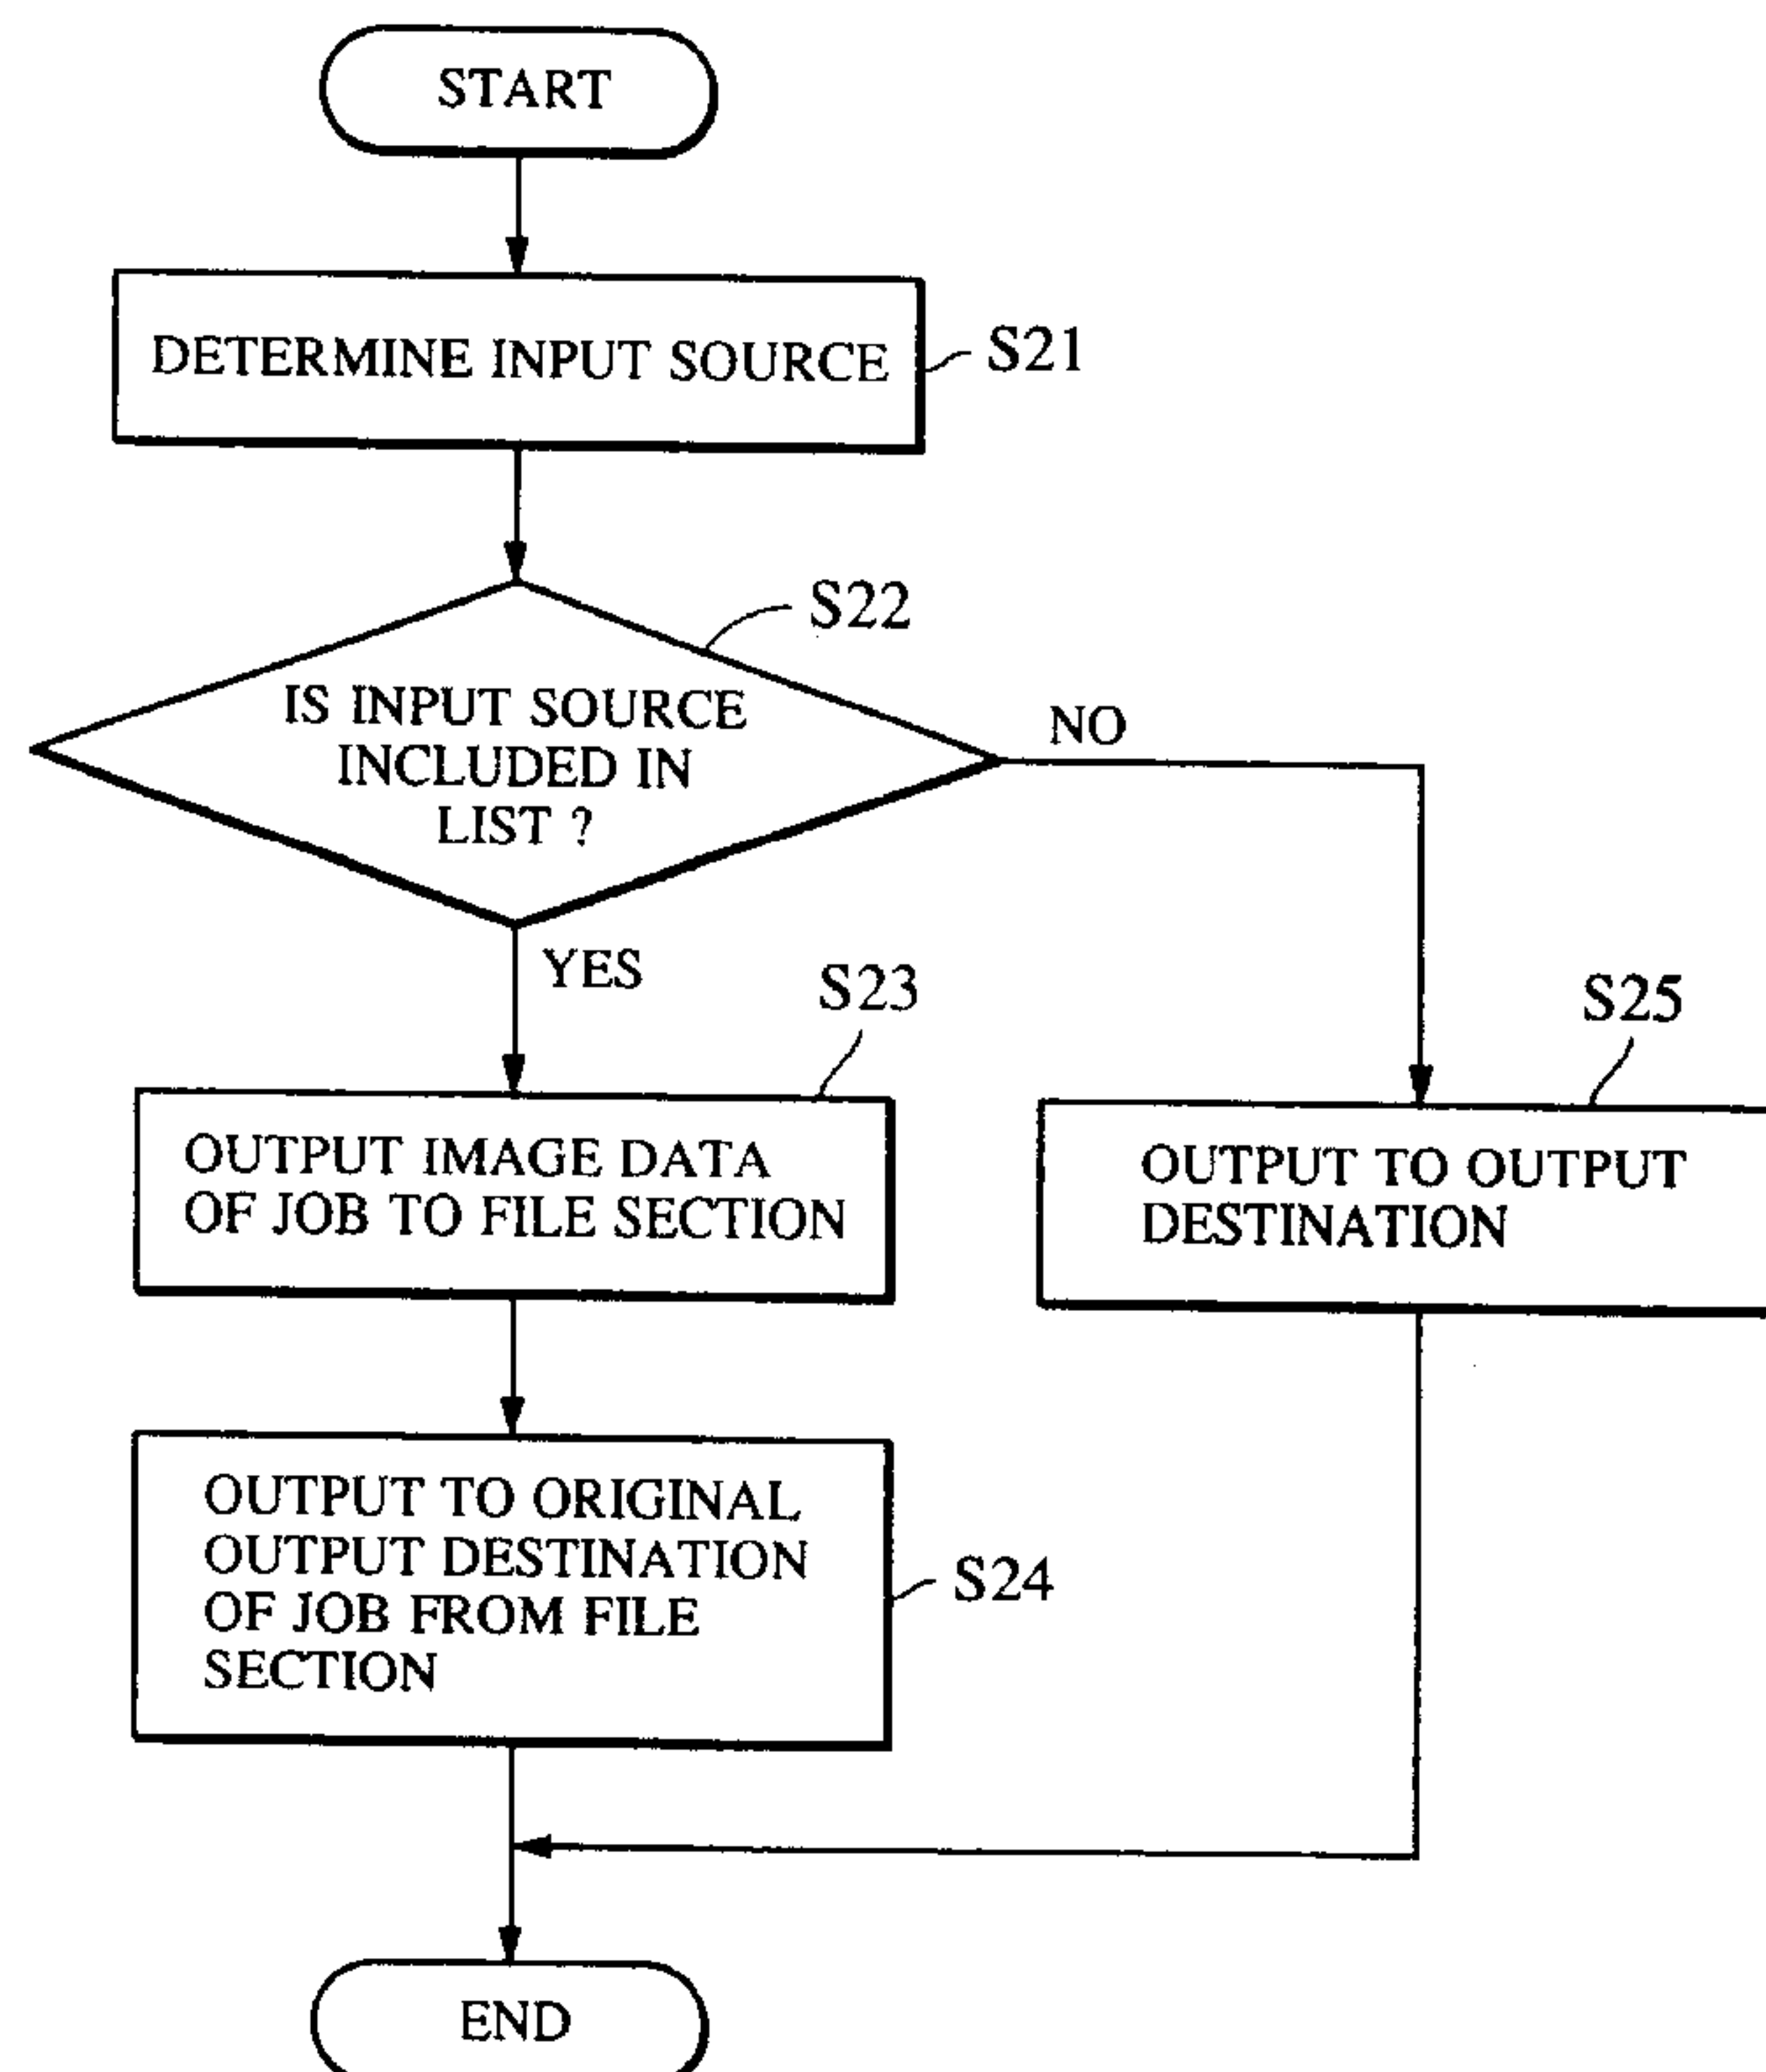 START
DETERMINE INPUT SOURCE
S21
S22
IS INPUT SOURCE
INCLUDED IN
LIST ?
NO
YES
S23
OUTPUT IMAGE DATA
OF JOB TO FILE SECTION
S25
OUTPUT TO OUTPUT
DESTINATION
OUTPUT TO ORIGINAL
OUTPUT DESTINATION
OF JOB FROM FILE
SECTION
S24
END